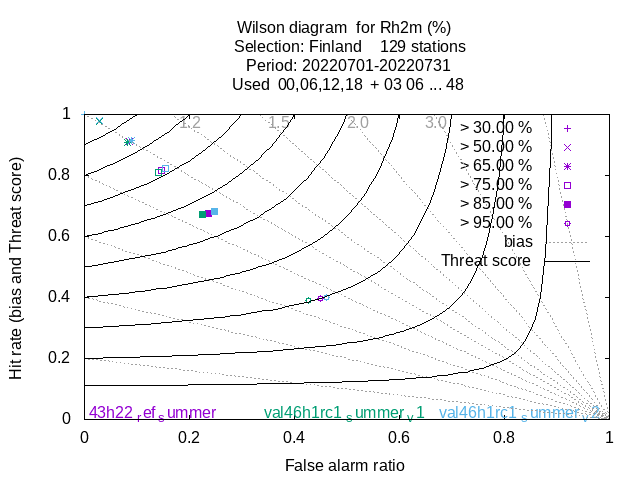 Wilson diagram for Rh2m (%)
Selection: Finland 129 stations
Period: 20220701-20220731
Used 00,06,12,18 + 03 06 ... 48
Hit rate (bias and Threat score)
1
0.8
0.6
0.4
0.2
0
1.2
1.5
2.0
3.0
> 30.00 %
> 50.00 %
> 65.00 %
> 75.00 %
> 85.00 %
> 95.00 %
bias
Threat score
43h22_ref_summer
val46h1rc1_summer_v1
val46h1rc1_summer_v2
0 0.2 0.4 0.6 0.8 1
False alarm ratio